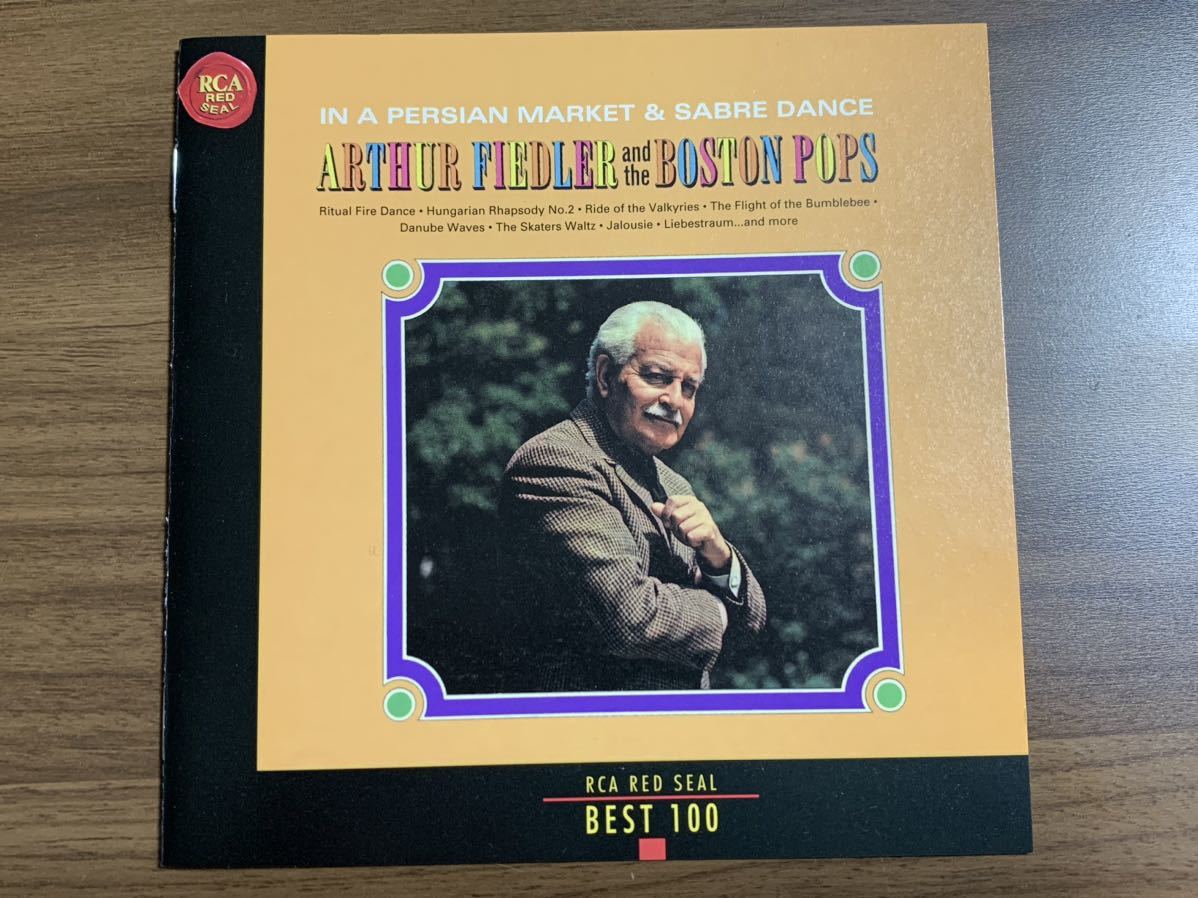 RCA
RED
SEAL
IN A PERSIAN MARKET & SABRE DANCE
ARTHUR FIEDLER and the BOSTON POPS
Ritual Fire Dance • Hungarian Rhapsody No.2 • Ride of the Valkyries • The Flight of the Bumblebee •
Danube Waves • The Skaters Waltz • Jalousie • Liebestraum...and more
RCA RED SEAL
BEST 100